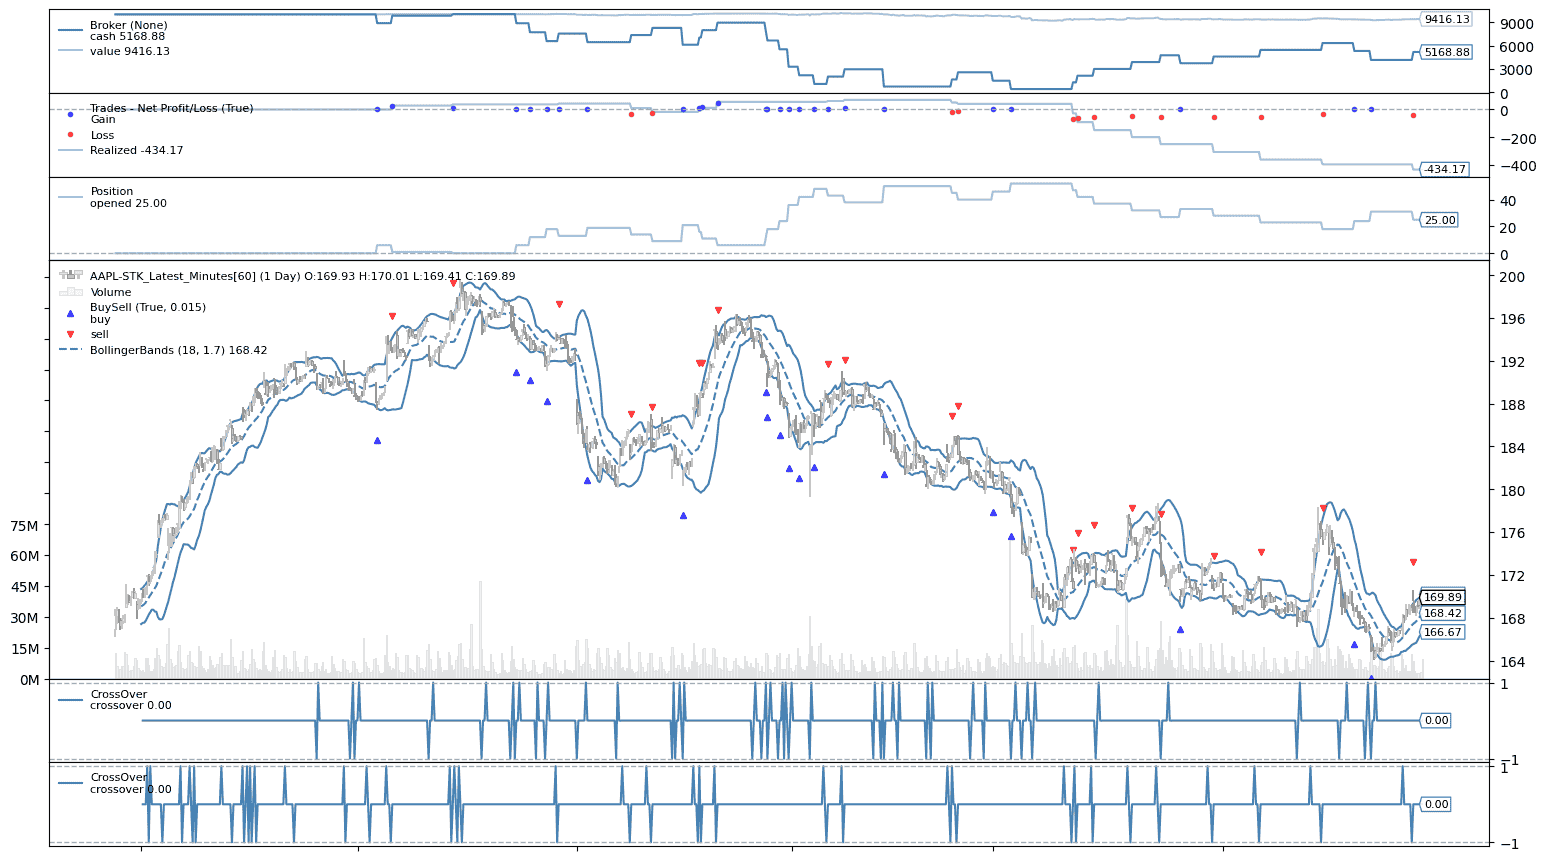 Broker (None)
cash 5168.88
value 9416.13
9416.13
5168.88
9000
6000
3000
0
Trades - Net Profit/Loss (True)
Gain
Loss
Realized -434.17
0
−200
−400
-434.17
Position
opened 25.00
40
20
0
25.00
AAPL-STK_Latest_Minutes[60] (1 Day) O:169.93 H:170.01 L:169.41 C:169.89
Volume
BuySell (True, 0.015)
buy
sell
BollingerBands (18, 1.7) 168.42
200
196
192
188
184
180
176
172
168
164
169.89
168.42
166.67
75M
60M
45M
30M
15M
0M
CrossOver
crossover 0.00
1
0.00
−1
CrossOver
crossover 0.00
1
0.00
−1